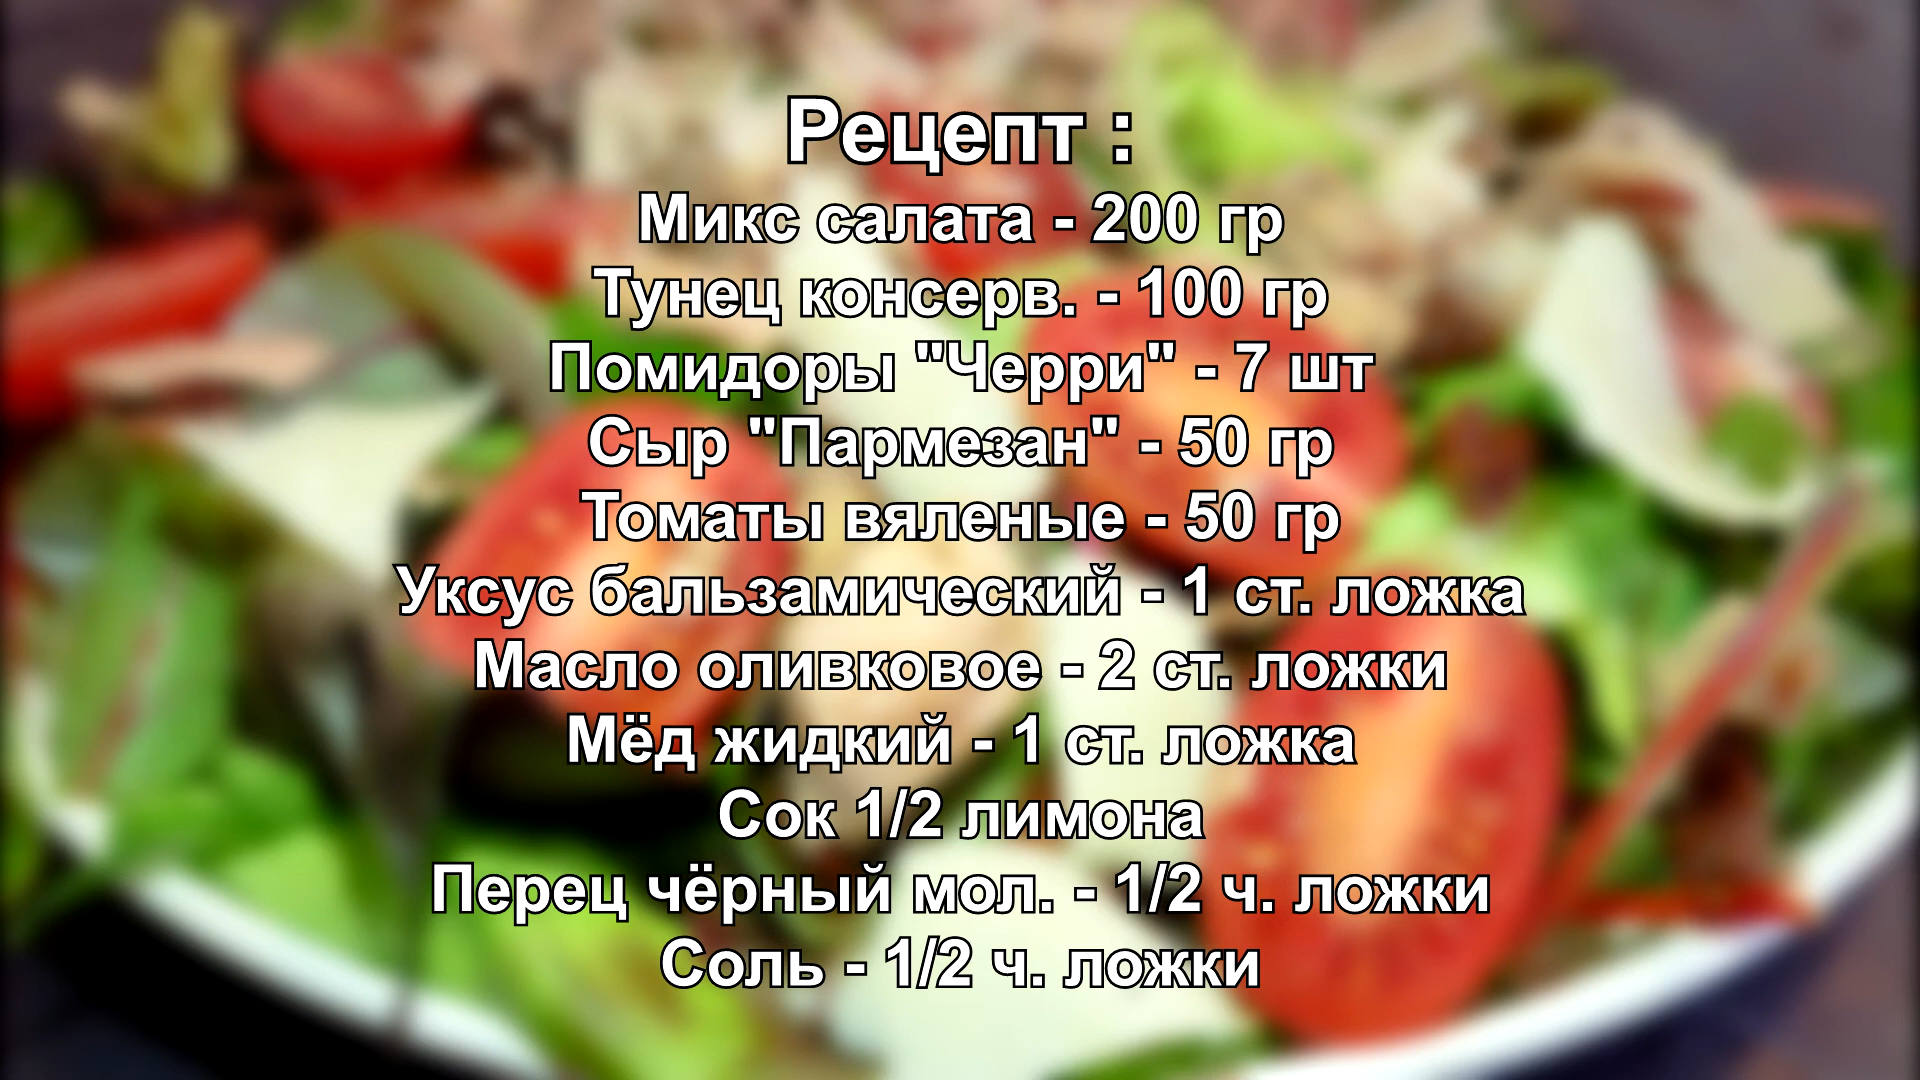 Рецепт :
Микс салата - 200 гр
Тунец консерв. - 100 гр
Помидоры "Черри" - 7 шт
Сыр "Пармезан" - 50 гр
Томаты вяленые - 50 гр
Уксус бальзамический - 1 ст. ложка
Масло оливковое - 2 ст. ложки
Мёд жидкий - 1 ст. ложка
Сок 1/2 лимона
Перец чёрный мол. - 1/2 ч. ложки
Соль - 1/2 ч. ложки